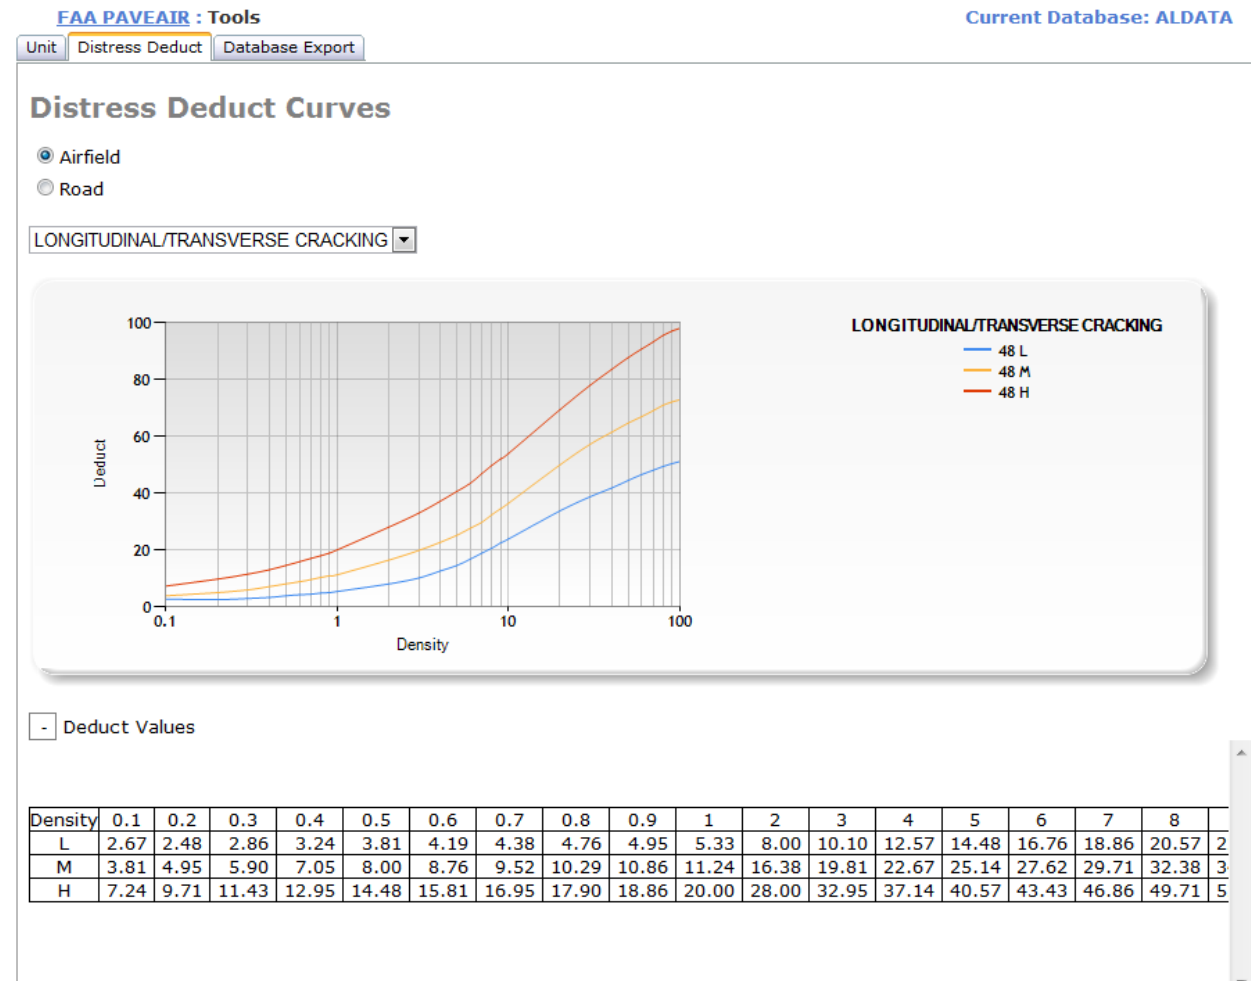 FAA PAVEAIR : Tools
Current Database: ALDATA
Unit Distress Deduct Database Export
Distress Deduct Curves
Airfield
Road
LONGITUDINAL/TRANSVERSE CRACKING
LONGITUDINAL/TRANSVERSE CRACKING
48 L
48 M
48 H
100
80
60
40
20
0
Deduct
0.1 1 10 100
Density
- Deduct Values
Density 0.1 0.2 0.3 0.4 0.5 0.6 0.7 0.8 0.9 1 2 3 4 5 6 7 8
L 2.67 2.48 2.86 3.24 3.81 4.19 4.38 4.76 4.95 5.33 8.00 10.10 12.57 14.48 16.76 18.86 20.57 2
M 3.81 4.95 5.90 7.05 8.00 8.76 9.52 10.29 10.86 11.24 16.38 19.81 22.67 25.14 27.62 29.71 32.38 3
H 7.24 9.71 11.43 12.95 14.48 15.81 16.95 17.90 18.86 20.00 28.00 32.95 37.14 40.57 43.43 46.86 49.71 5